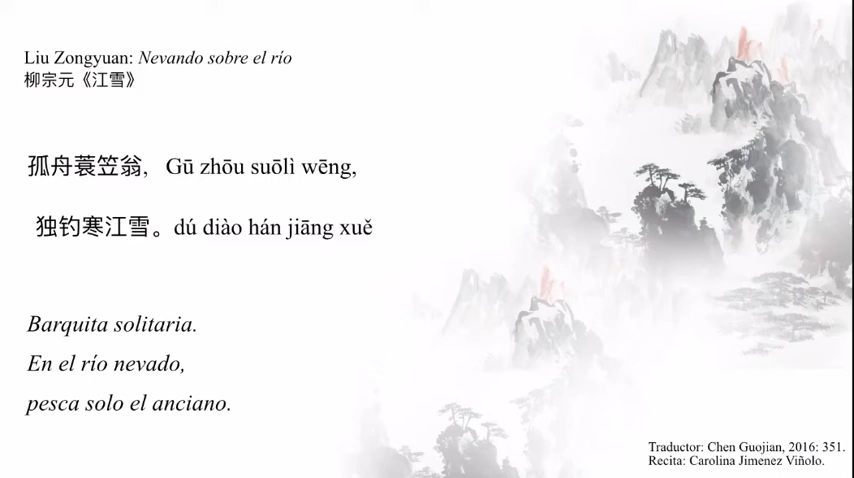 Liu Zongyuan: Nevando sobre el río
柳宗元《江雪》
孤舟蓑笠翁, Gū zhōu suōlì wēng,
独钓寒江雪。dú diào hán jiāng xuě
Barquita solitaria.
En el río nevado,
pesca solo el anciano.
Traductor: Chen Guojian, 2016: 351.
Recita: Carolina Jimenez Viñolo.